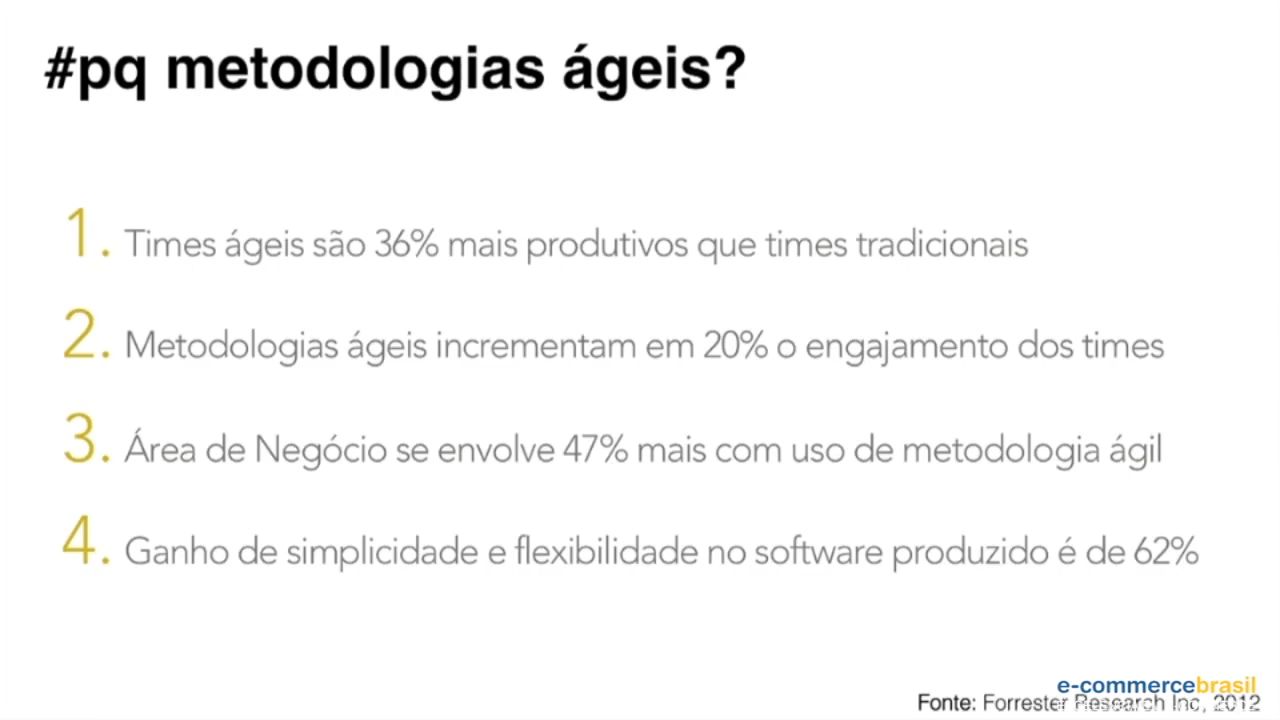 #pq metodologias ágeis?
1. Times ágeis são 36% mais produtivos que times tradicionais
2. Metodologias ágeis incrementam em 20% o engajamento dos times
3. Área de Negócio se envolve 47% mais com uso de metodologia ágil
4. Ganho de simplicidade e flexibilidade no software produzido é de 62%
e-commercebrasil
Fonte: Forrester Research Inc, 2012